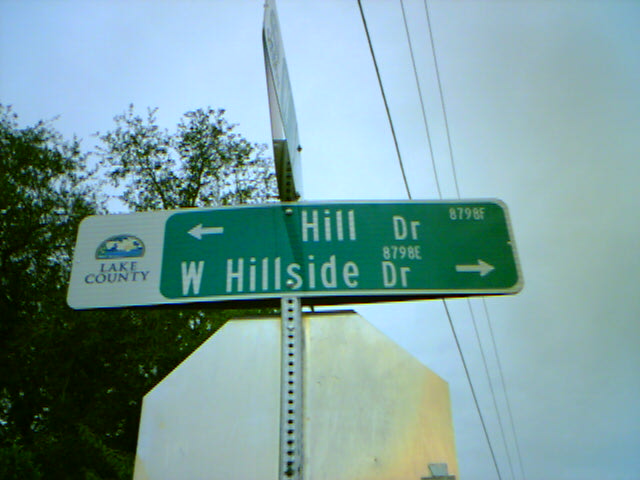 Hill Dr 8798F
8798E
W Hillside Dr
LAKE
COUNTY